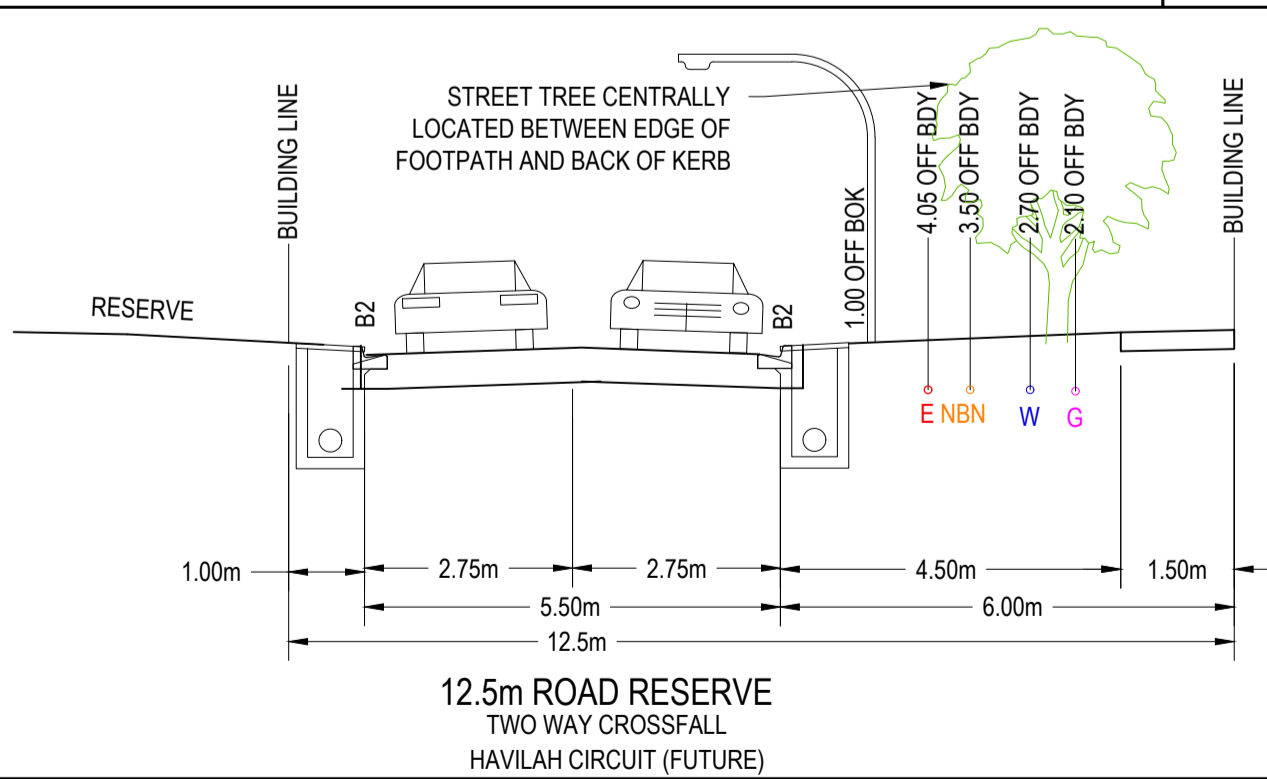 STREET TREE CENTRALLY
LOCATED BETWEEN EDGE OF
FOOTPATH AND BACK OF KERB
BUILDING LINE
4.05 OFF BDY
3.50 OFF BDY
2.70 OFF BDY
2.10 OFF BDY
BUILDING LINE
1.00 OFF BOK
RESERVE
B2
B2
E
NBN
W
G
1.00m
2.75m
2.75m
4.50m
1.50m
5.50m
6.00m
12.5m
12.5m ROAD RESERVE
TWO WAY CROSSFALL
HAVILAH CIRCUIT (FUTURE)